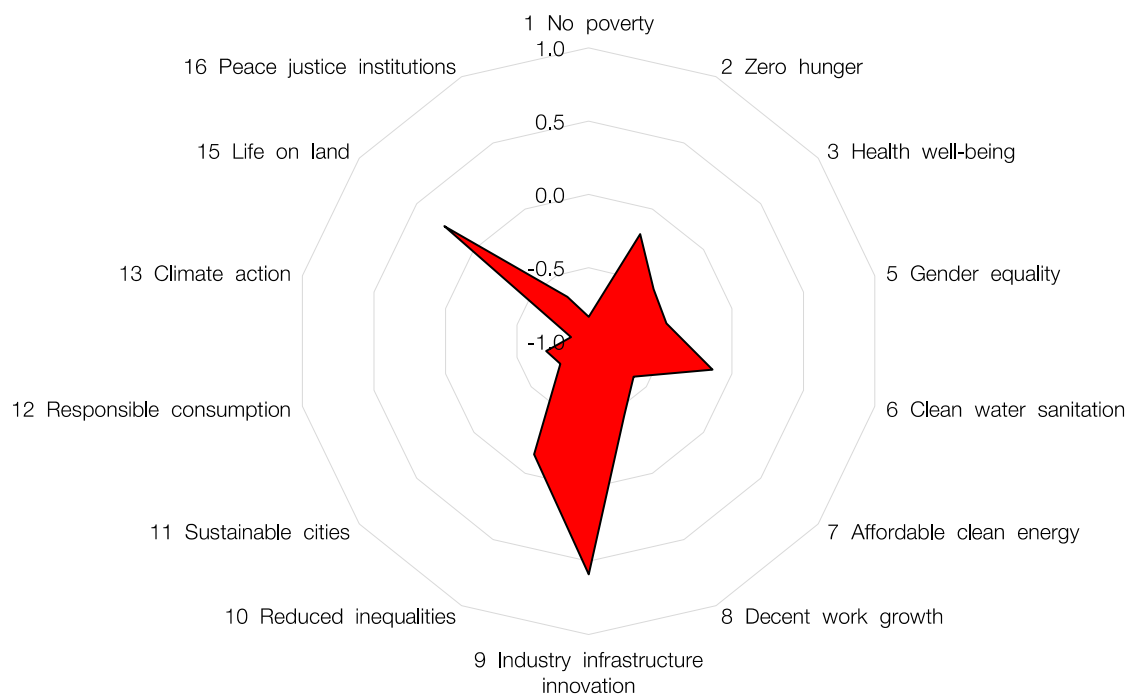 1 No poverty
1.0
16 Peace justice institutions
2 Zero hunger
0.5
15 Life on land
3 Health well-being
0.0
13 Climate action
-0.5
5 Gender equality
-1.0
12 Responsible consumption
6 Clean water sanitation
11 Sustainable cities
7 Affordable clean energy
10 Reduced inequalities
8 Decent work growth
9 Industry infrastructure
innovation